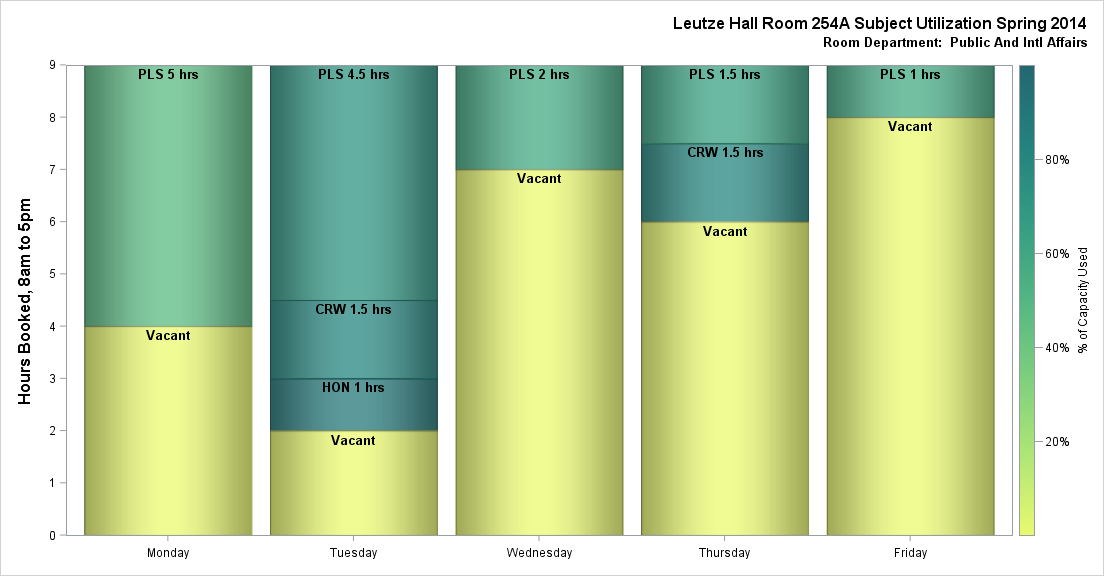 Leutze Hall Room 254A Subject Utilization Spring 2014
Room Department:  Public And Intl Affairs
Hours Booked, 8am to 5pm
9
8
7
6
5
4
3
2
1
0
PLS 5 hrs
Vacant
PLS 4.5 hrs
CRW 1.5 hrs
HON 1 hrs
Vacant
PLS 2 hrs
Vacant
PLS 1.5 hrs
CRW 1.5 hrs
Vacant
PLS 1 hrs
Vacant
Monday Tuesday Wednesday Thursday Friday
80%
60%
40%
20%
% of Capacity Used